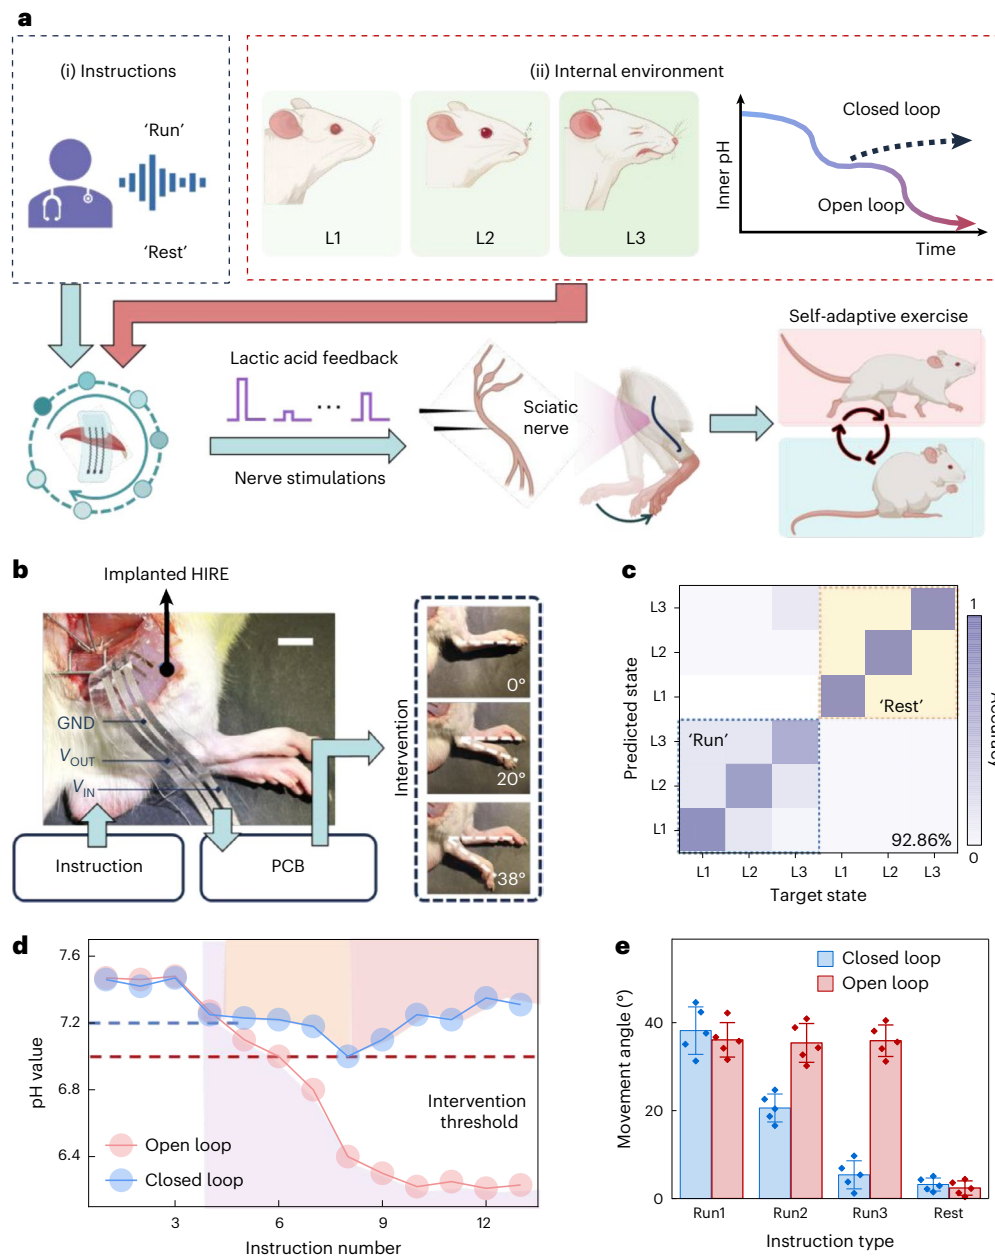 a
(i) Instructions
‘Run’
‘Rest’
(ii) Internal environment
L1
L2
L3
Inner pH
Closed loop
Open loop
Time
Lactic acid feedback
...
Nerve stimulations
Sciatic
nerve
Self-adaptive exercise
b
Implanted HIRE
GND
VOUT
VIN
Instruction
PCB
Intervention
0°
20°
38°
c
Predicted state
L3
L2
L1
L3
L2
L1
‘Rest’
‘Run’
92.86%
L1
L2
L3
L1
L2
L3
Target state
1
0
d
pH value
7.6
7.2
6.8
6.4
Intervention
threshold
Open loop
Closed loop
3
6
9
12
Instruction number
e
Movement angle (°)
40
20
0
Closed loop
Open loop
Run1
Run2
Run3
Rest
Instruction type